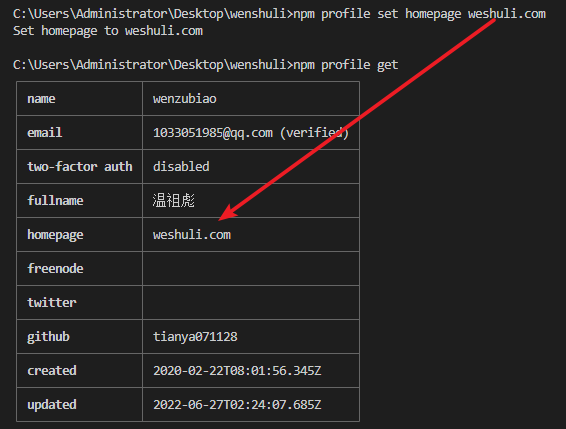 C:\Users\Administrator\Desktop\wenshuli>npm profile set homepage weshuli.com
Set homepage to weshuli.com
C:\Users\Administrator\Desktop\wenshuli>npm profile get
name wenzubiao
email 1033051985@qq.com (verified)
two-factor auth disabled
fullname 温祖彪
homepage weshuli.com
freenode
twitter
github tianya071128
created 2020-02-22T08:01:56.345Z
updated 2022-06-27T02:24:07.685Z